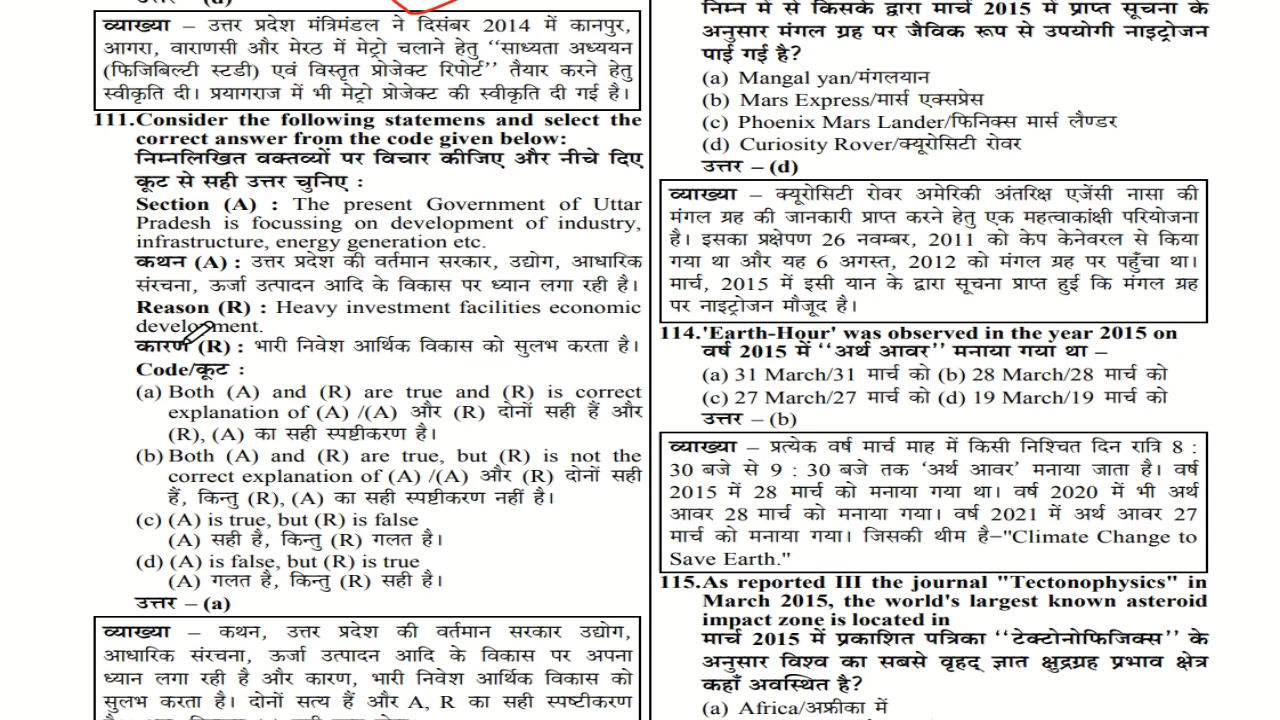 उत्तर – (d)
व्याख्या – उत्तर प्रदेश मंत्रिमंडल ने दिसंबर 2014 में कानपुर,
आगरा, वाराणसी और मेरठ में मेट्रो चलाने हेतु ‘‘साध्यता अध्ययन
(फिजिबिल्टी स्टडी) एवं विस्तृत प्रोजेक्ट रिपोर्ट’’ तैयार करने हेतु
स्वीकृति दी। प्रयागराज में भी मेट्रो प्रोजेक्ट की स्वीकृति दी गई है।
111.Consider the following statemens and select the
correct answer from the code given below:
निम्नलिखित वक्तव्यों पर विचार कीजिए और नीचे दिए
कूट से सही उत्तर चुनिए :
Section (A) : The present Government of Uttar
Pradesh is focussing on development of industry,
infrastructure, energy generation etc.
कथन (A) : उत्तर प्रदेश की वर्तमान सरकार, उद्योग, आधारिक
संरचना, ऊर्जा उत्पादन आदि के विकास पर ध्यान लगा रही है।
Reason (R) : Heavy investment facilities economic
development.
कारण (R) : भारी निवेश आर्थिक विकास को सुलभ करता है।
Code/कूट :
(a) Both (A) and (R) are true and (R) is correct
explanation of (A) /(A) और (R) दोनों सही हैं और
(R), (A) का सही स्पष्टीकरण है।
(b) Both (A) and (R) are true, but (R) is not the
correct explanation of (A) /(A) और (R) दोनों सही
हैं, किन्तु (R), (A) का सही स्पष्टीकरण नहीं है।
(c) (A) is true, but (R) is false
(A) सही है, किन्तु (R) गलत है।
(d) (A) is false, but (R) is true
(A) गलत है, किन्तु (R) सही है।
उत्तर – (a)
व्याख्या – कथन, उत्तर प्रदेश की वर्तमान सरकार उद्योग,
आधारिक संरचना, ऊर्जा उत्पादन आदि के विकास पर अपना
ध्यान लगा रही है और कारण, भारी निवेश आर्थिक विकास को
सुलभ करता है। दोनों सत्य हैं और A, R का सही स्पष्टीकरण
निम्न में से किसके द्वारा मार्च 2015 में प्राप्त सूचना के
अनुसार मंगल ग्रह पर जैविक रूप से उपयोगी नाइट्रोजन
पाई गई है?
(a) Mangal yan/मंगलयान
(b) Mars Express/मार्स एक्सप्रेस
(c) Phoenix Mars Lander/फिनिक्स मार्स लैण्डर
(d) Curiosity Rover/क्यूरोसिटी रोवर
उत्तर – (d)
व्याख्या – क्यूरोसिटी रोवर अमेरिकी अंतरिक्ष एजेंसी नासा की
मंगल ग्रह की जानकारी प्राप्त करने हेतु एक महत्वाकांक्षी परियोजना
है। इसका प्रक्षेपण 26 नवम्बर, 2011 को केप केनेवरल से किया
गया था और यह 6 अगस्त, 2012 को मंगल ग्रह पर पहुँचा था।
मार्च, 2015 में इसी यान के द्वारा सूचना प्राप्त हुई कि मंगल ग्रह
पर नाइट्रोजन मौजूद है।
114.'Earth-Hour' was observed in the year 2015 on
वर्ष 2015 में ‘‘अर्थ आवर’’ मनाया गया था –
(a) 31 March/31 मार्च को (b) 28 March/28 मार्च को
(c) 27 March/27 मार्च को (d) 19 March/19 मार्च को
उत्तर – (b)
व्याख्या – प्रत्येक वर्ष मार्च माह में किसी निश्चित दिन रात्रि 8 :
30 बजे से 9 : 30 बजे तक ‘अर्थ आवर’ मनाया जाता है। वर्ष
2015 में 28 मार्च को मनाया गया था। वर्ष 2020 में भी अर्थ
आवर 28 मार्च को मनाया गया। वर्ष 2021 में अर्थ आवर 27
मार्च को मनाया गया। जिसकी थीम है–"Climate Change to
Save Earth."
115.As reported III the journal "Tectonophysics" in
March 2015, the world's largest known asteroid
impact zone is located in
मार्च 2015 में प्रकाशित पत्रिका ‘‘टेक्टोनोफिजिक्स’’ के
अनुसार विश्व का सबसे वृहद् ज्ञात क्षुद्रग्रह प्रभाव क्षेत्र
कहाँ अवस्थित है?
(a) Africa/अफ्रीका में